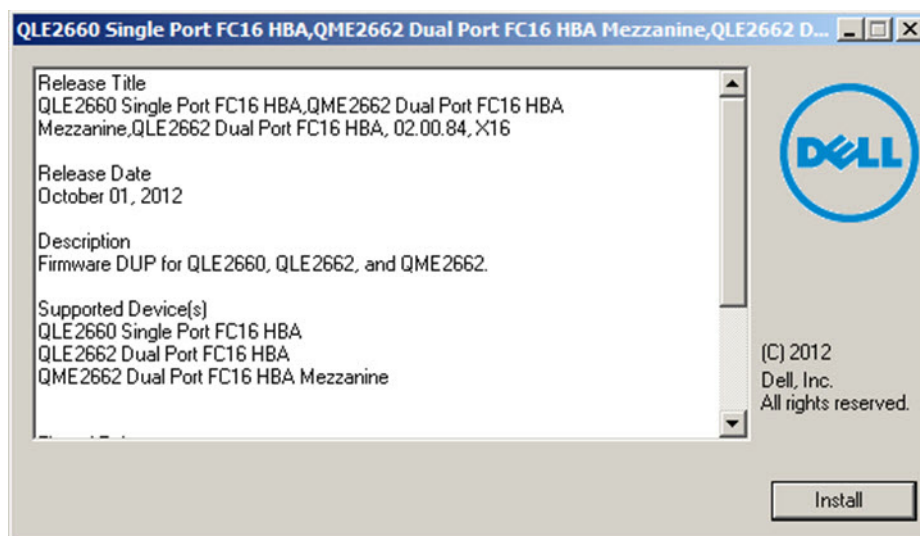 QLE2660 Single Port FC16 HBA,QME2662 Dual Port FC16 HBA Mezzanine,QLE2662 D...
Release Title
QLE2660 Single Port FC16 HBA,QME2662 Dual Port FC16 HBA
Mezzanine,QLE2662 Dual Port FC16 HBA, 02.00.84, X16
Release Date
October 01, 2012
Description
Firmware DUP for QLE2660, QLE2662, and QME2662.
Supported Device(s)
QLE2660 Single Port FC16 HBA
QLE2662 Dual Port FC16 HBA
QME2662 Dual Port FC16 HBA Mezzanine
DELL
(C) 2012
Dell, Inc.
All rights reserved.
Install